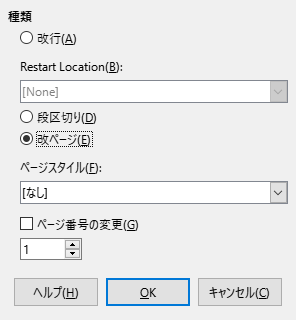 種類
改行(A)
Restart Location(B):
[None]
段区切り(D)
改ページ(E)
ページスタイル(F):
[なし]
ページ番号の変更(G)
1
ヘルプ(H) OK キャンセル(C)